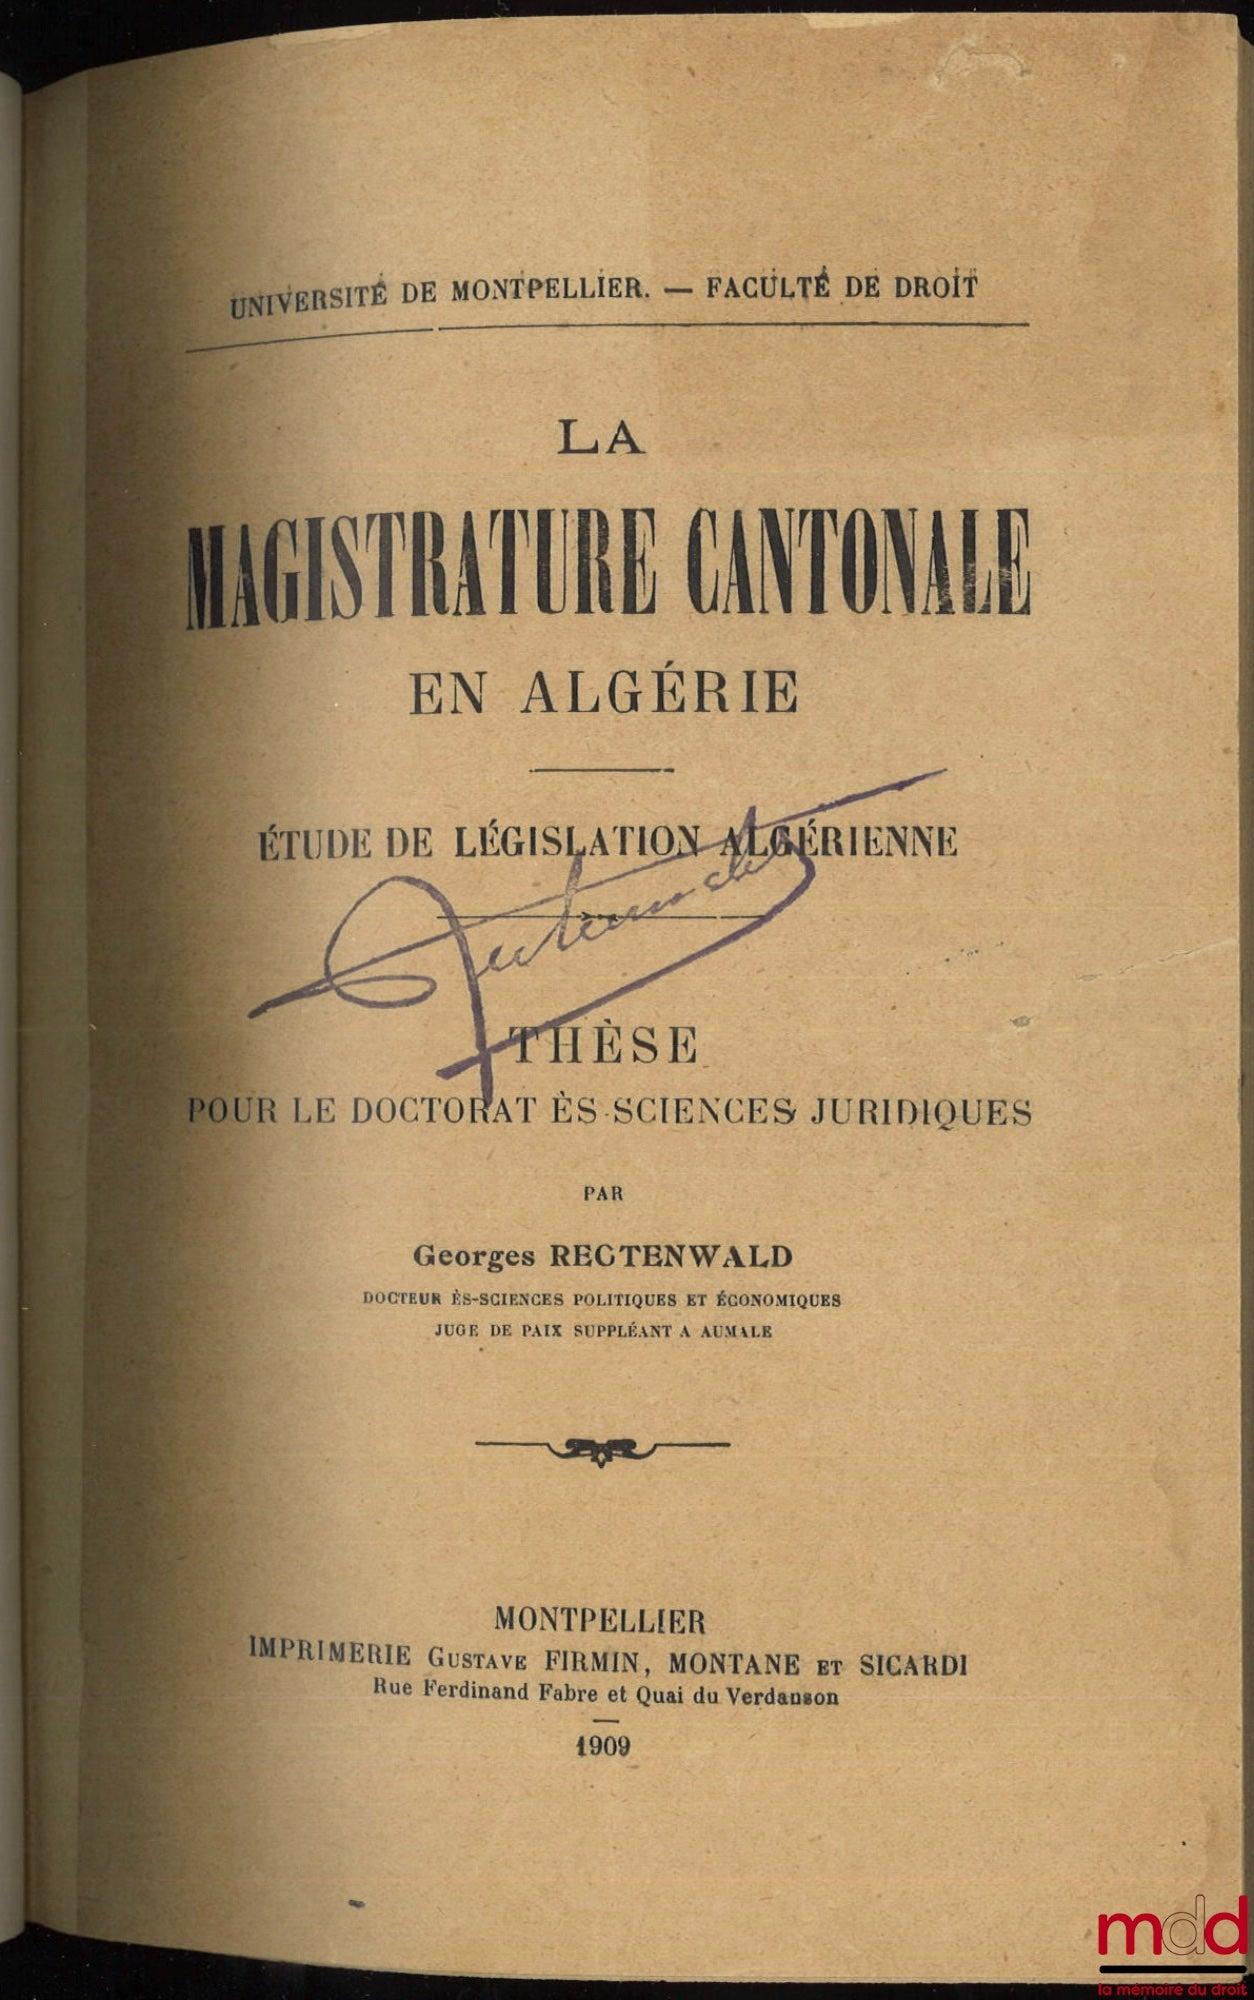 UNIVERSITÉ DE MONTPELLIER. — FACULTÉ DE DROIT
LA
MAGISTRATURE CANTONALE
EN ALGÉRIE
ÉTUDE DE LÉGISLATION ALGÉRIENNE
THÈSE
POUR LE DOCTORAT ÈS-SCIENCES JURIDIQUES
PAR
Georges RECTENWALD
DOCTEUR ÈS-SCIENCES POLITIQUES ET ÉCONOMIQUES
JUGE DE PAIX SUPPLÉANT A AUMALE
MONTPELLIER
IMPRIMERIE GUSTAVE FIRMIN, MONTANE ET SICARDI
Rue Ferdinand Fabre et Quai du Verdanson
1909
mdd
la mémoire du droit